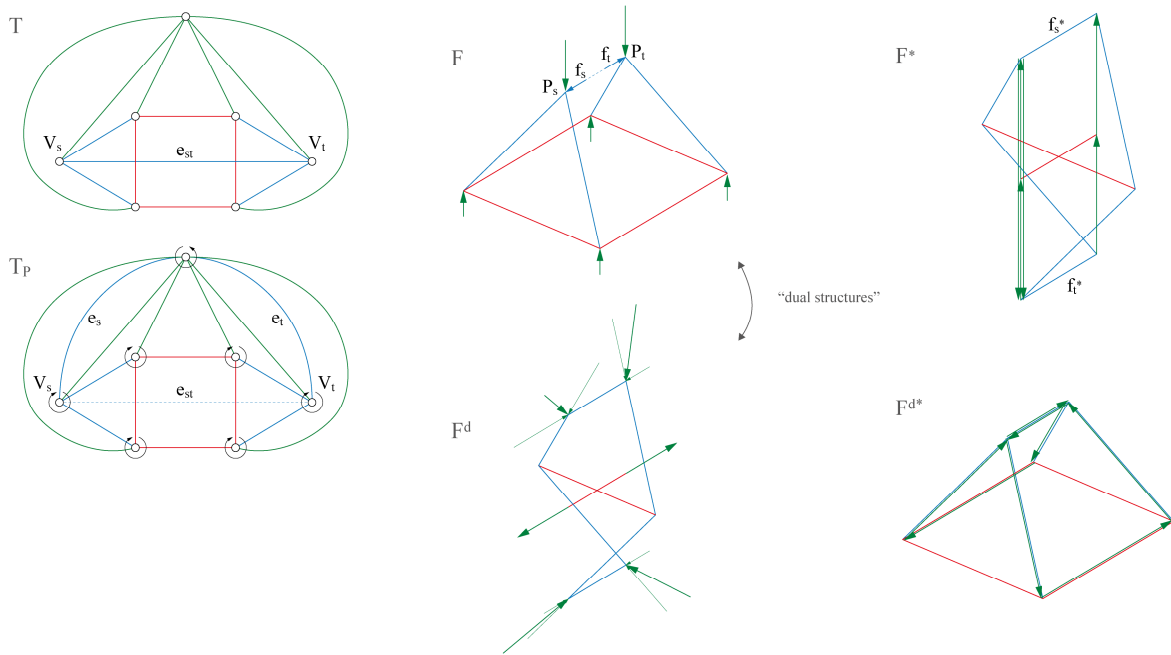 T
V_s
V_t
e_st
F
P_s
f_s
f_t
P_t
F*
f_s*
f_t*
T_P
e_s
e_t
V_s
V_t
e_st
"dual structures"
F^d
F^d*